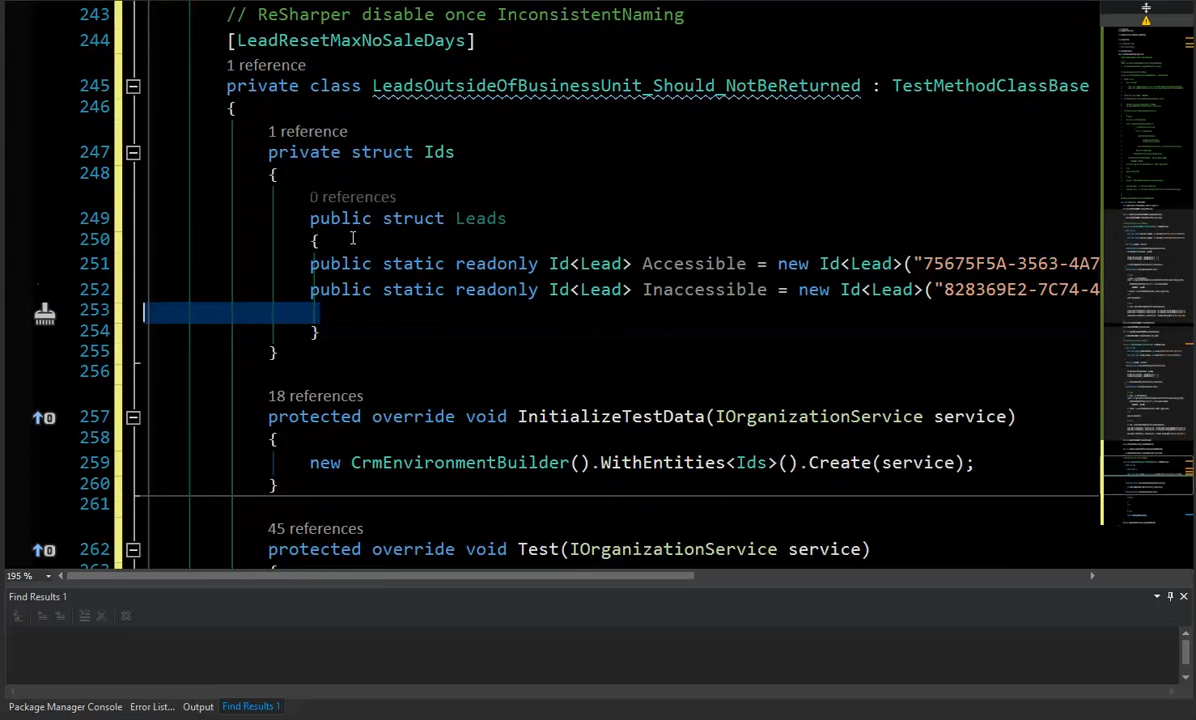 243 // ReSharper disable once InconsistentNaming
244 [LeadResetMaxNoSaleDays]
1 reference
245 private class LeadsOutsideOfBusinessUnit_Should_NotBeReturned : TestMethodClassBase
246 {
1 reference
247 private struct Ids
248 {
0 references
249 public struct Leads
250 {
251 public static readonly Id<Lead> Accessible = new Id<Lead>("75675F5A-3563-4A7
252 public static readonly Id<Lead> Inaccessible = new Id<Lead>("828369E2-7C74-4
253
254 }
255 }
256
18 references
257 protected override void InitializeTestData(IOrganizationService service)
258 {
259 new CrmEnvironmentBuilder().WithEntities<Ids>().Create(service);
260 }
261
45 references
262 protected override void Test(IOrganizationService service)
195 %
Find Results 1
Package Manager Console Error List... Output Find Results 1